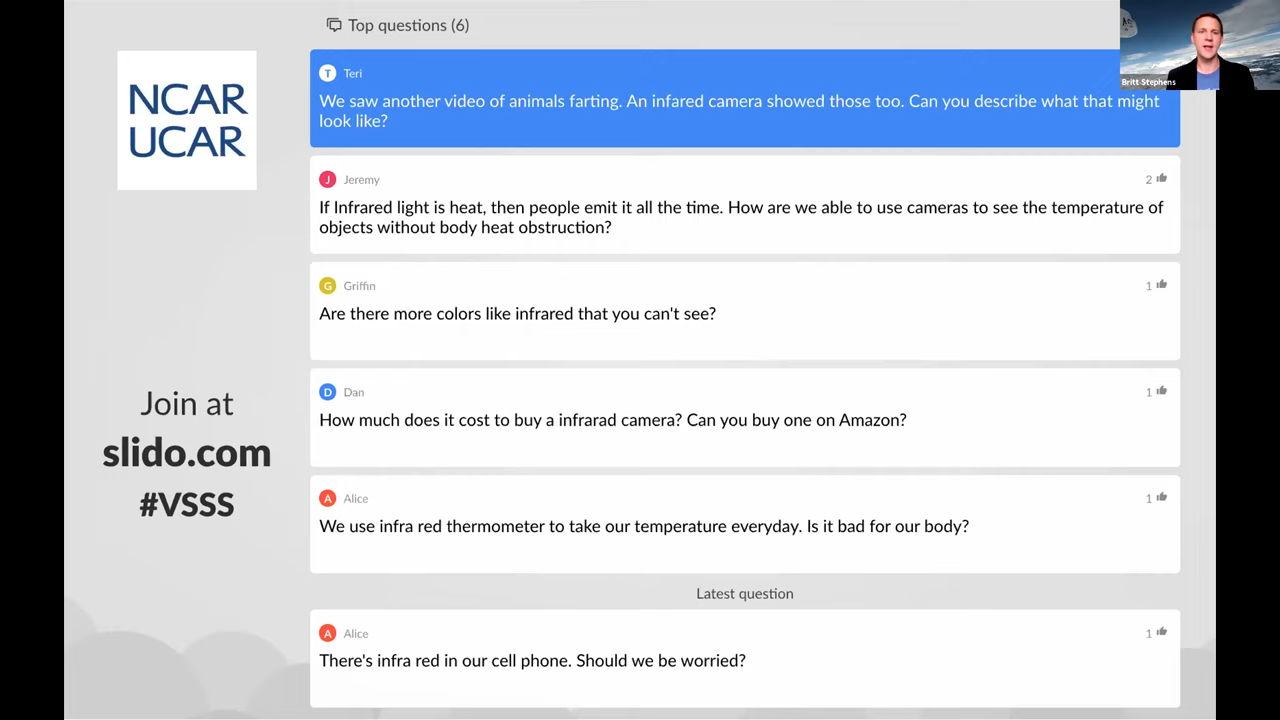 Top questions (6)
NCAR
UCAR
T Teri
We saw another video of animals farting. An infared camera showed those too. Can you describe what that might
look like?
Britt Stephens
J Jeremy
2
If Infrared light is heat, then people emit it all the time. How are we able to use cameras to see the temperature of
objects without body heat obstruction?
G Griffin
1
Are there more colors like infrared that you can't see?
D Dan
1
How much does it cost to buy a infrarad camera? Can you buy one on Amazon?
A Alice
1
We use infra red thermometer to take our temperature everyday. Is it bad for our body?
Latest question
A Alice
1
There's infra red in our cell phone. Should we be worried?
Join at
slido.com
#VSSS